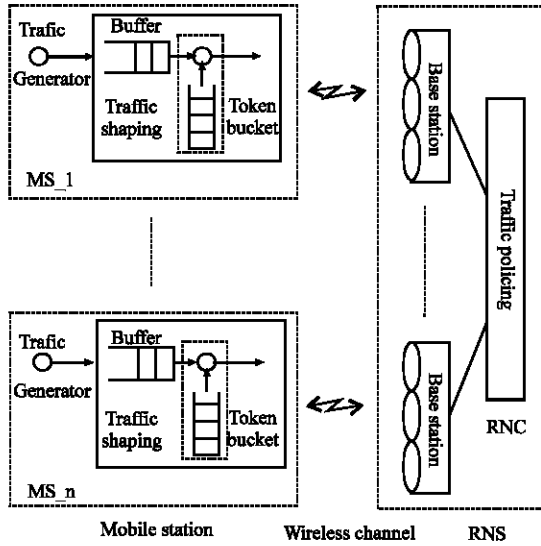 Trafic
Generator
Buffer
Traffic
shaping
Token
bucket
MS_1
Base station
Traffic policing
Trafic
Generator
Buffer
Traffic
shaping
Token
bucket
MS_n
Base station
RNC
Mobile station
Wireless channel
RNS